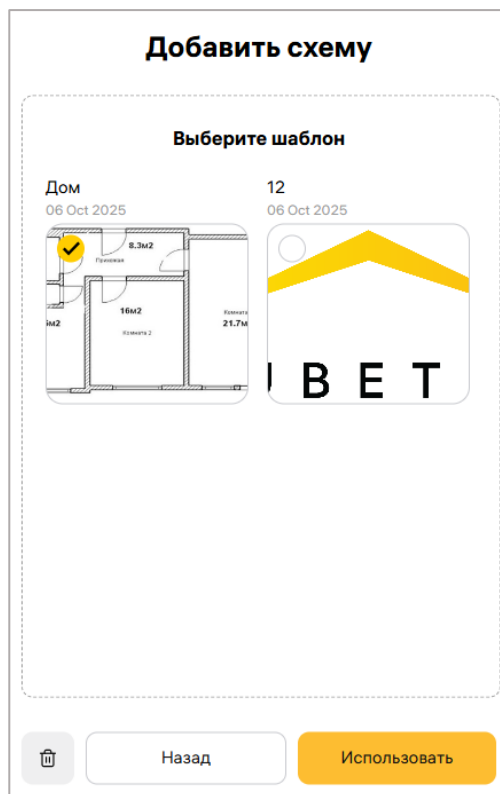 Добавить схему
Выберите шаблон
Дом
06 Oct 2025
8.3м2
Прихожая
16м2
Комната 2
Комната
21.7м
12
06 Oct 2025
BET
Назад
Использовать